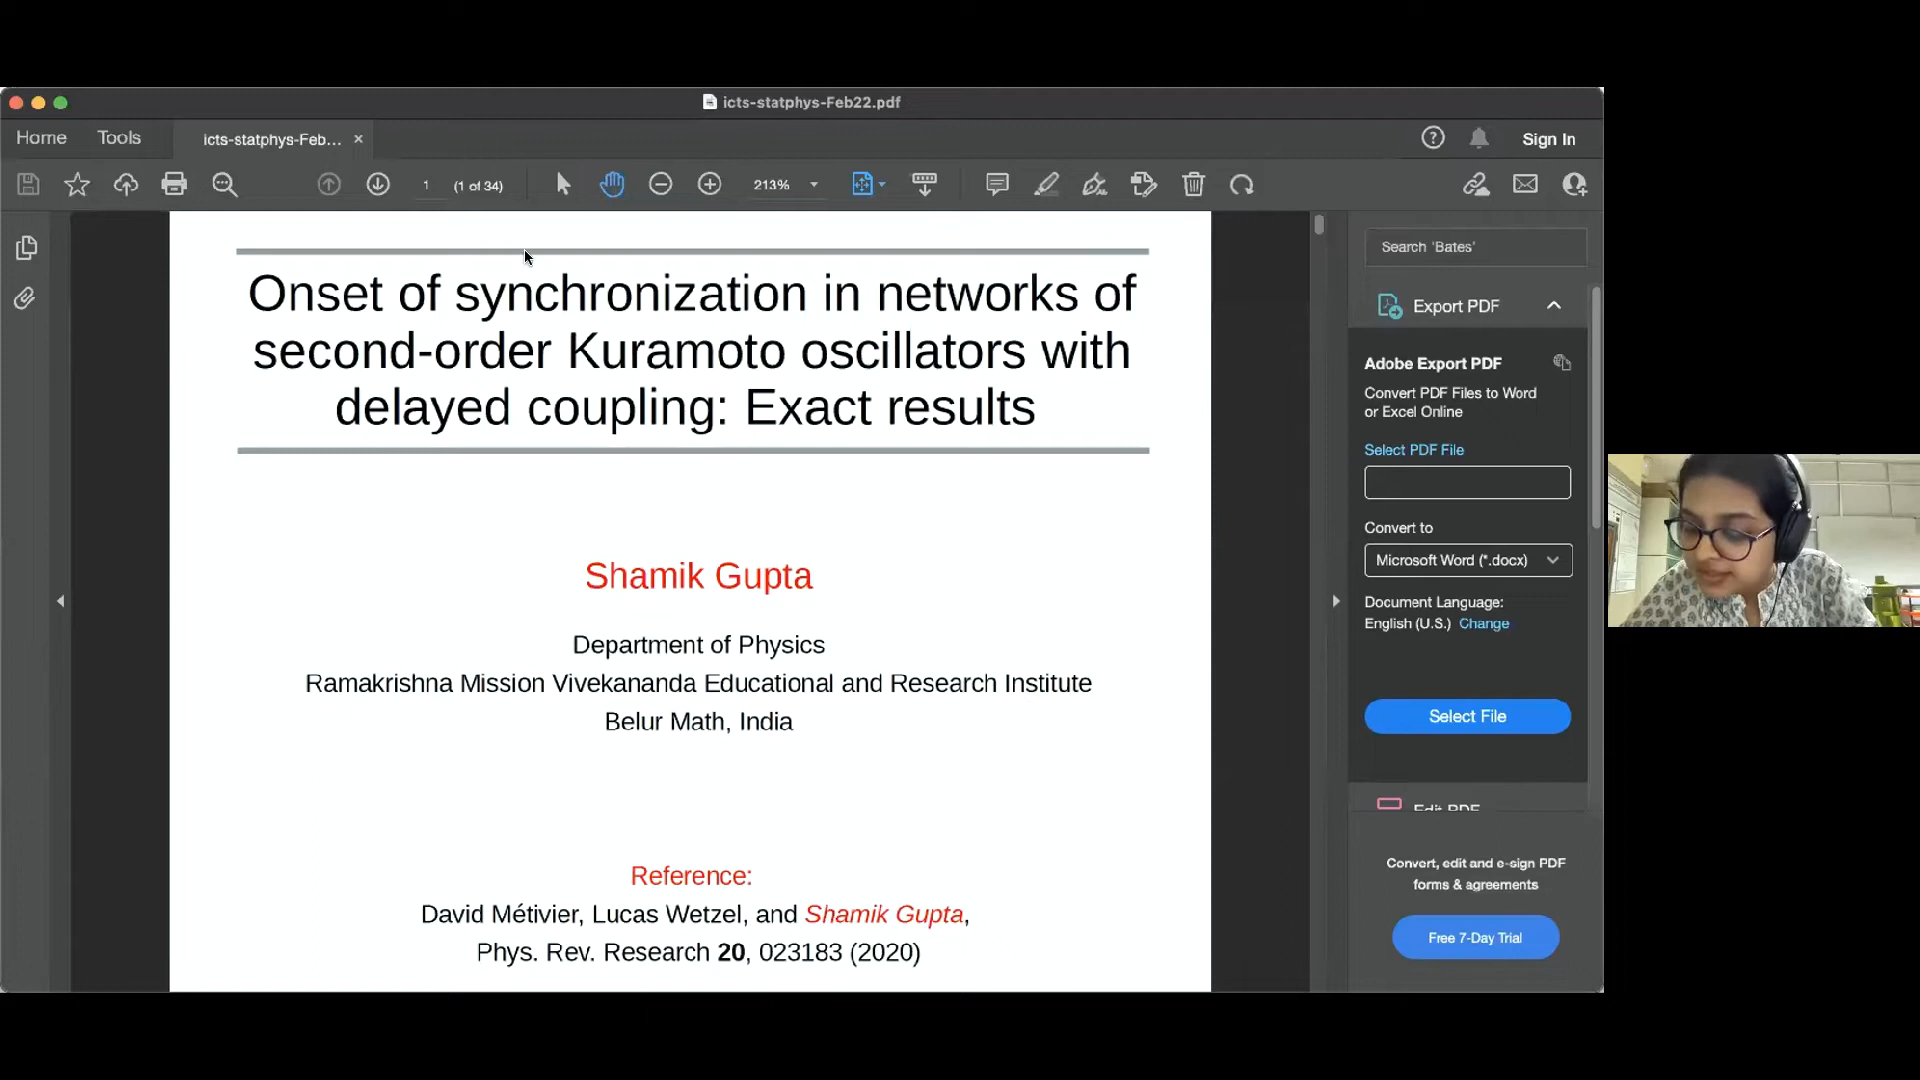 icts-statphys-Feb22.pdf
Home Tools icts-statphys-Feb... × Sign In
1 (1 of 34) 213%
Onset of synchronization in networks of
second-order Kuramoto oscillators with
delayed coupling: Exact results
Shamik Gupta
Department of Physics
Ramakrishna Mission Vivekananda Educational and Research Institute
Belur Math, India
Reference:
David Métivier, Lucas Wetzel, and Shamik Gupta,
Phys. Rev. Research 20, 023183 (2020)
Search 'Bates'
Export PDF
Adobe Export PDF
Convert PDF Files to Word
or Excel Online
Select PDF File
Convert to
Microsoft Word (*.docx)
Document Language:
English (U.S.) Change
Select File
Edit PDF
Convert, edit and e-sign PDF
forms & agreements
Free 7-Day Trial